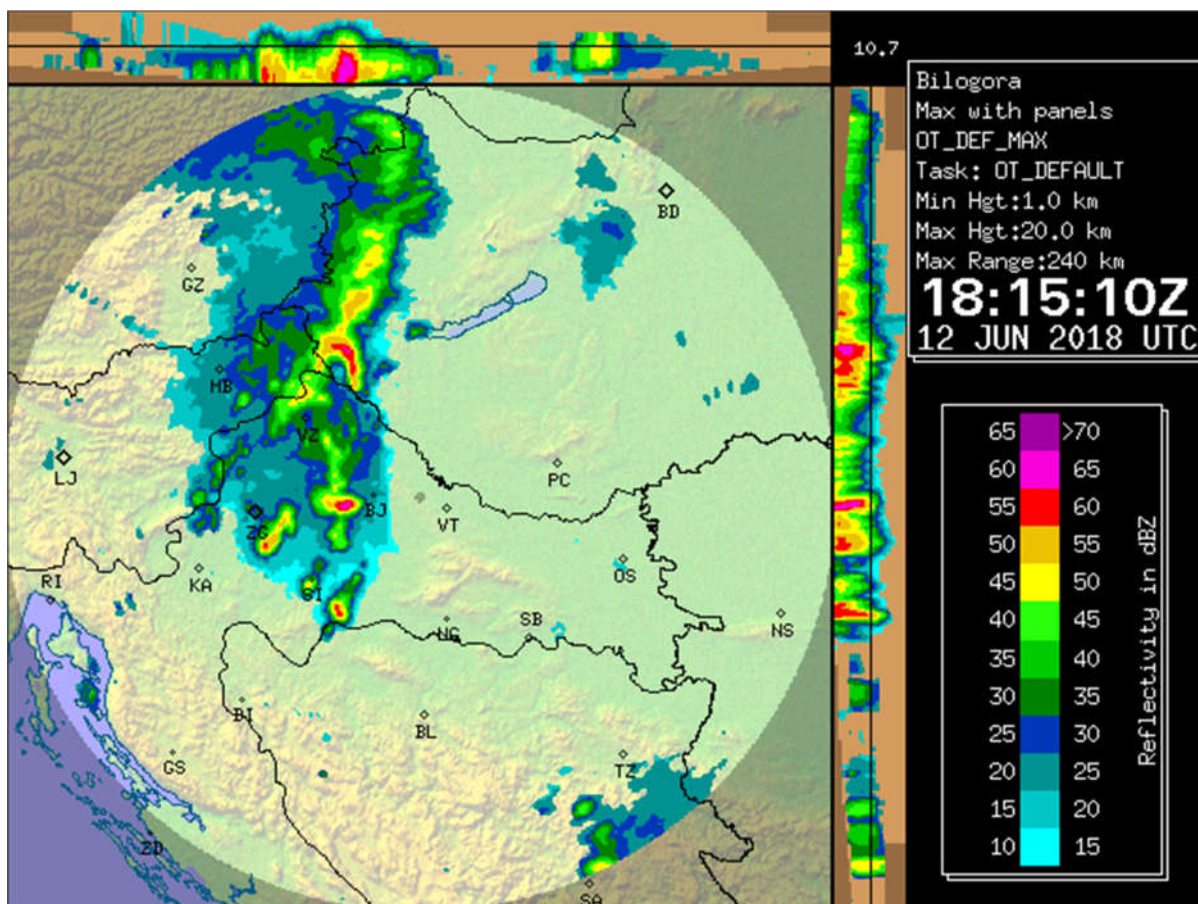 10.7
Bilogora
Max with panels
OT_DEF_MAX
Task: OT_DEFAULT
Min Hgt:1.0 km
Max Hgt:20.0 km
Max Range:240 km
18:15:10Z
12 JUN 2018 UTC
BD
GZ
MB
VZ
LJ
PC
ZG
BJ
VT
OS
KA
RI
SI
NG
SB
NS
BI
BL
GS
TZ
ZD
SA
65 >70
60 65
55 60
50 55
45 50
40 45
35 40
30 35
25 30
20 25
15 20
10 15
Reflectivity in dBZ